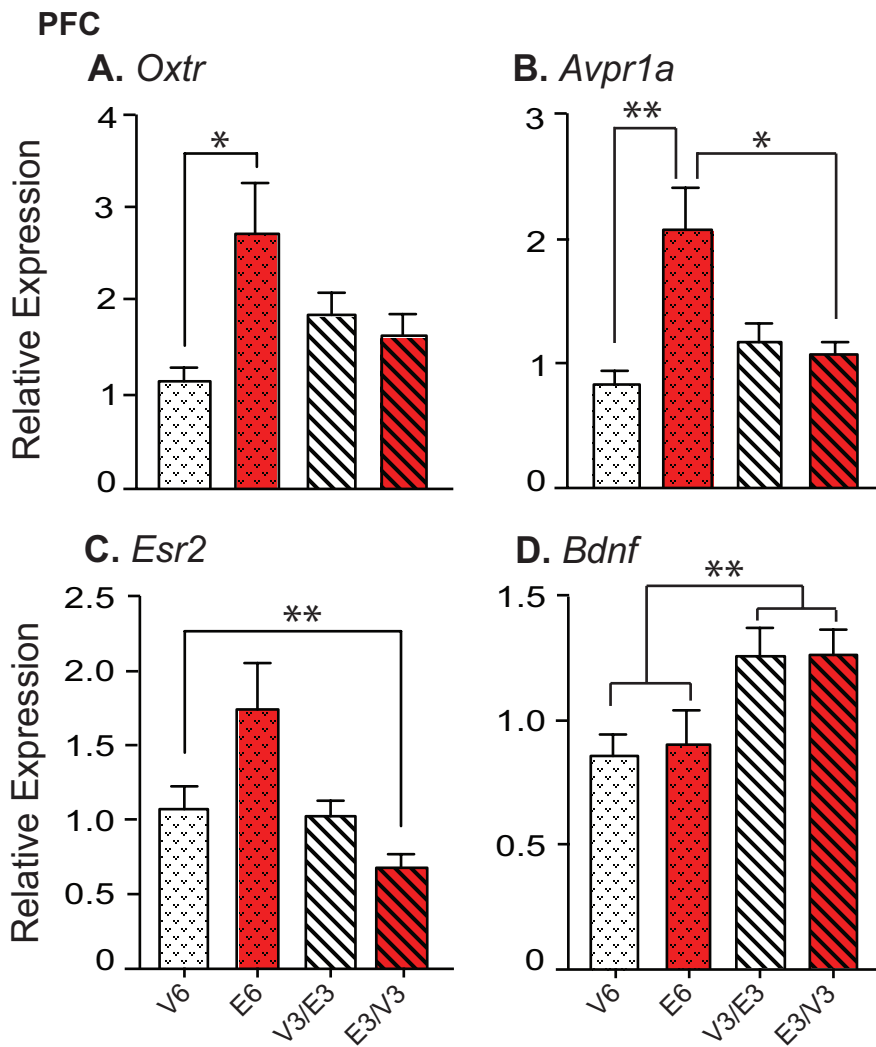 PFC
A. Oxtr
Relative Expression
4
3
2
1
0
*
B. Avpr1a
3
2
1
0
**
*
C. Esr2
Relative Expression
2.5
2.0
1.5
1.0
0.5
0
**
V6
E6
V3/E3
E3/V3
D. Bdnf
1.5
1.0
0.5
0
**
V6
E6
V3/E3
E3/V3